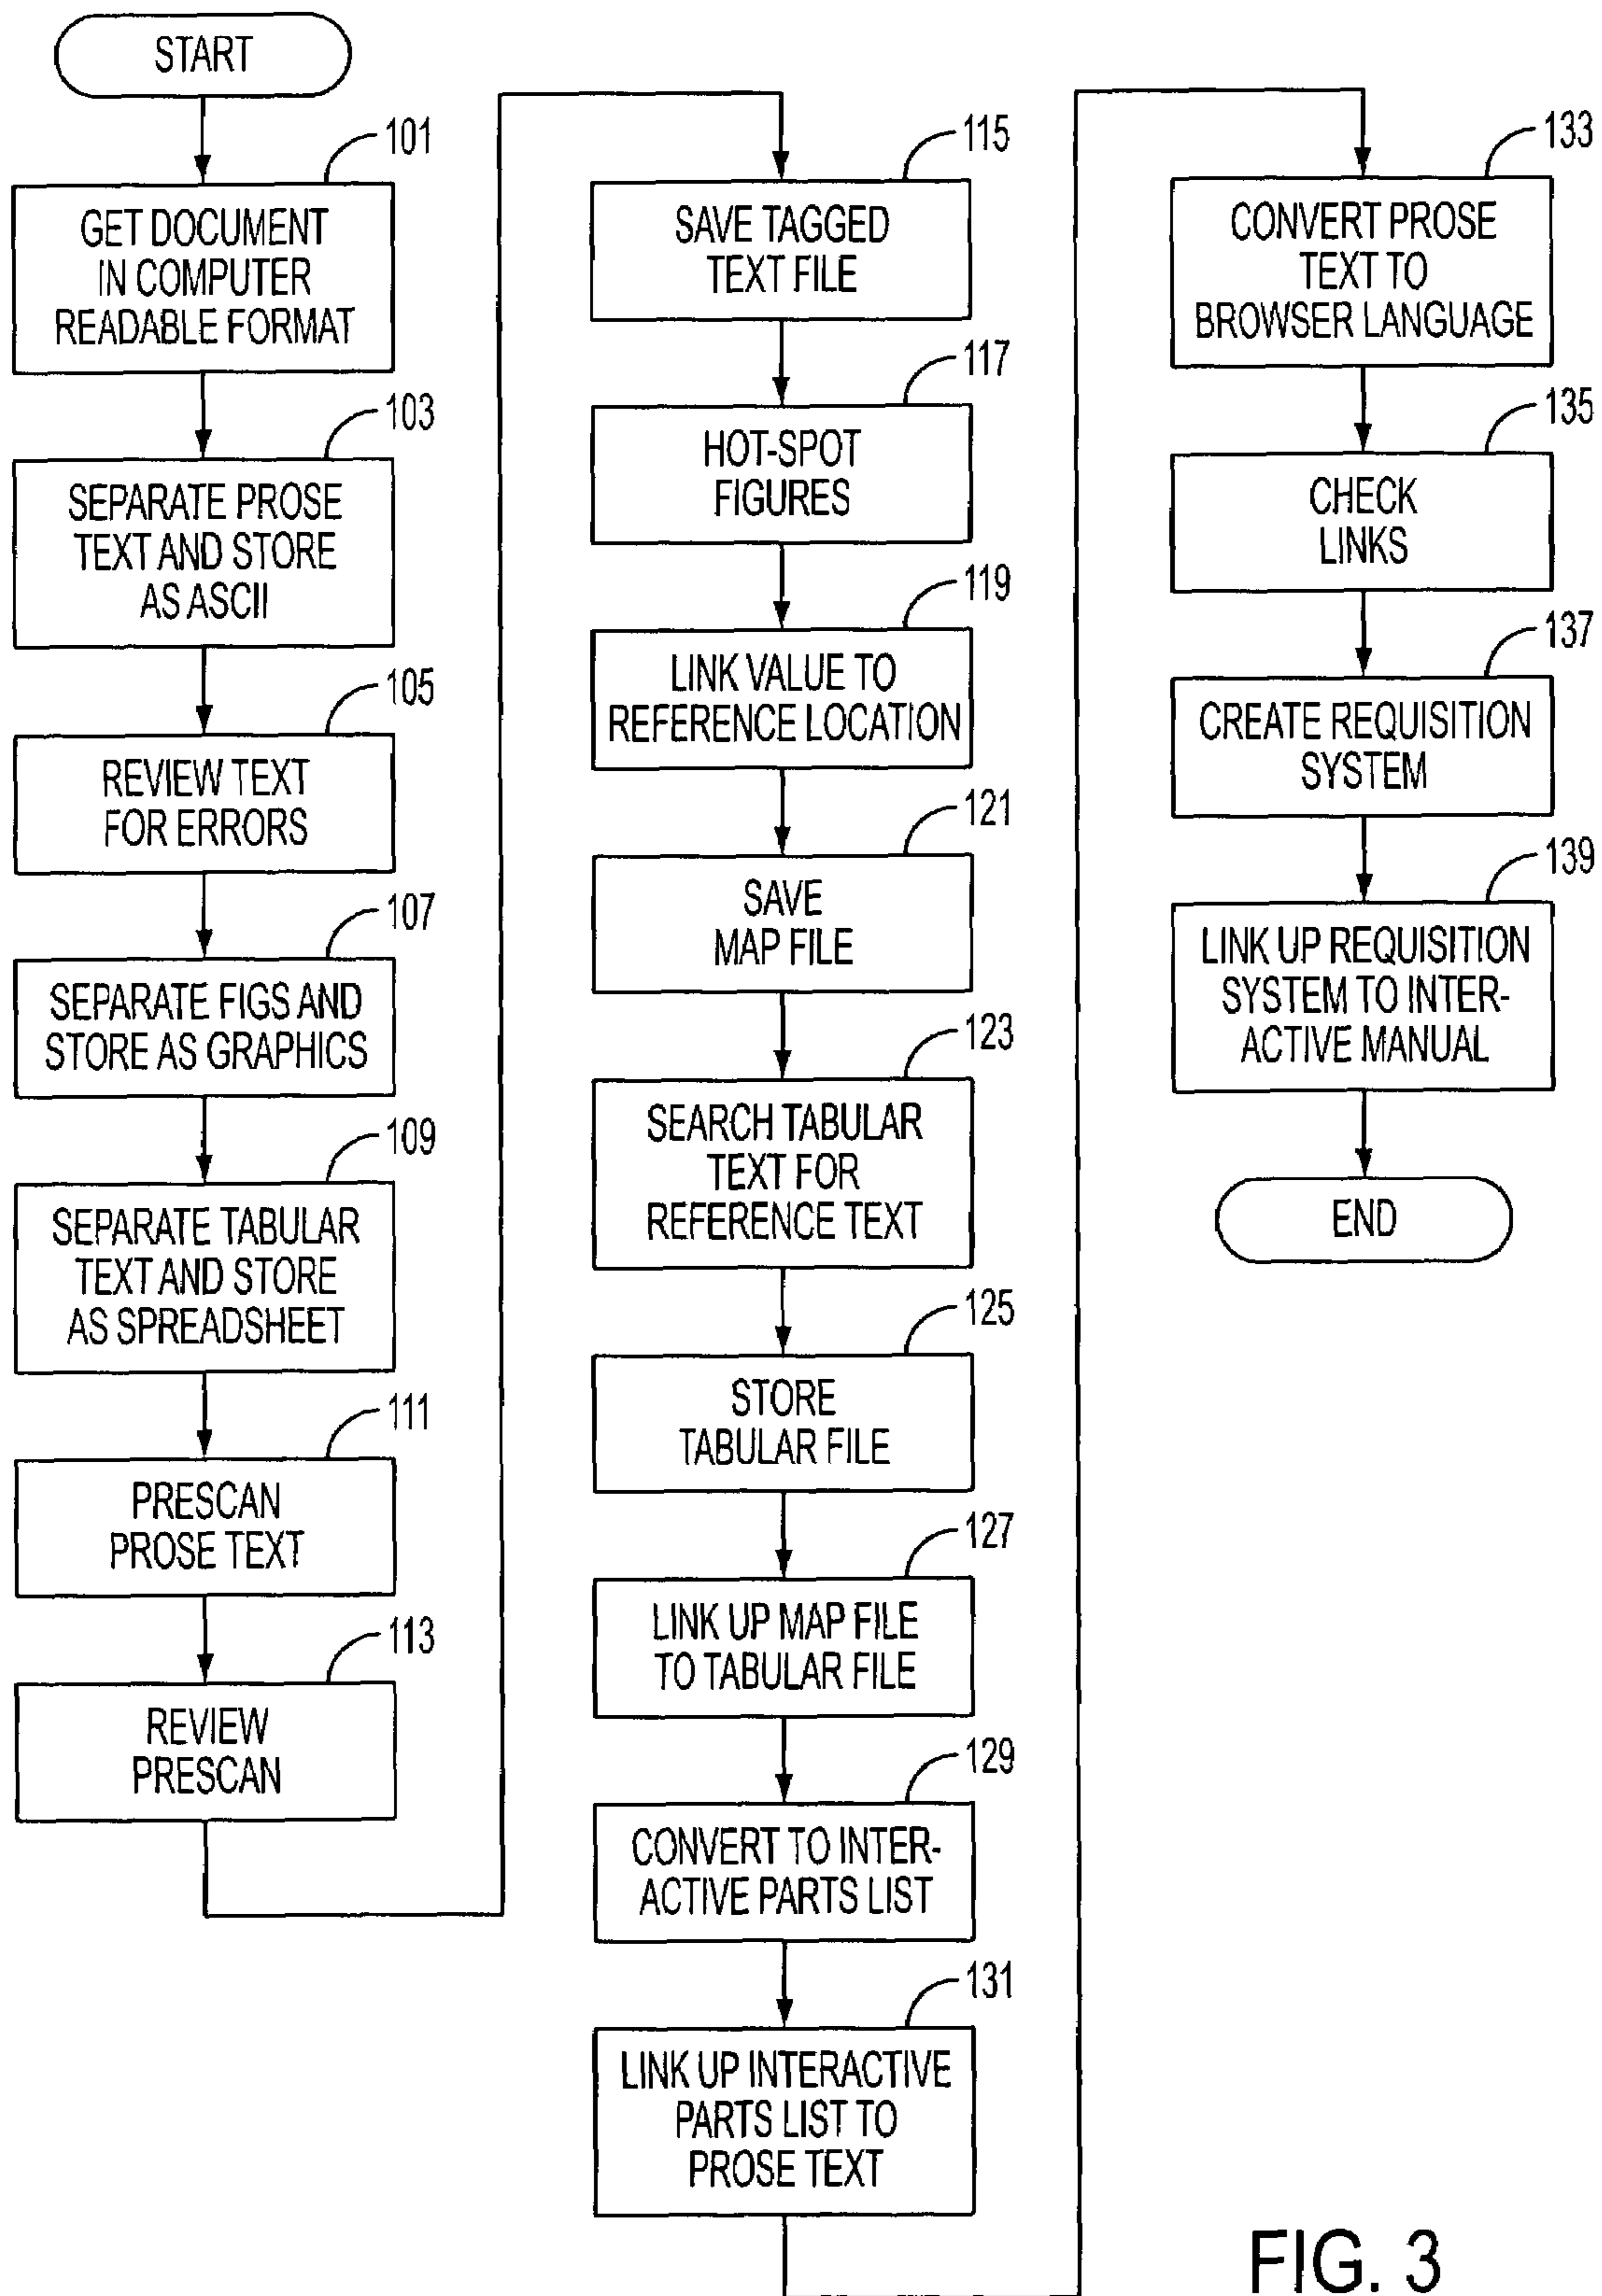 START
101
GET DOCUMENT
IN COMPUTER
READABLE FORMAT
103
SEPARATE PROSE
TEXT AND STORE
AS ASCII
105
REVIEW TEXT
FOR ERRORS
107
SEPARATE FIGS AND
STORE AS GRAPHICS
109
SEPARATE TABULAR
TEXT AND STORE
AS SPREADSHEET
111
PRESCAN
PROSE TEXT
113
REVIEW
PRESCAN
115
SAVE TAGGED
TEXT FILE
117
HOT-SPOT
FIGURES
119
LINK VALUE TO
REFERENCE LOCATION
121
SAVE
MAP FILE
123
SEARCH TABULAR
TEXT FOR
REFERENCE TEXT
125
STORE
TABULAR FILE
127
LINK UP MAP FILE
TO TABULAR FILE
129
CONVERT TO INTER-
ACTIVE PARTS LIST
131
LINK UP INTERACTIVE
PARTS LIST TO
PROSE TEXT
133
CONVERT PROSE
TEXT TO
BROWSER LANGUAGE
135
CHECK
LINKS
137
CREATE REQUISITION
SYSTEM
139
LINK UP REQUISITION
SYSTEM TO INTER-
ACTIVE MANUAL
END
FIG. 3